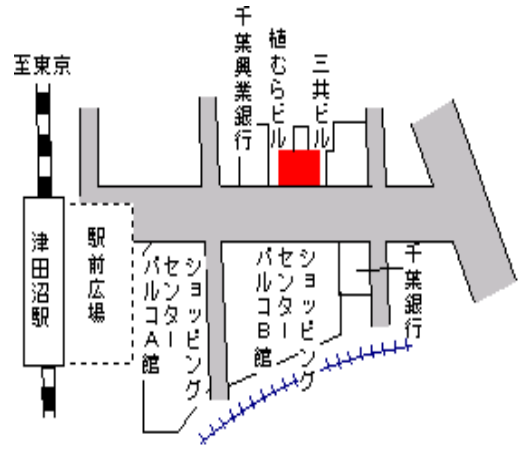 至東京
千葉興業銀行
植むらビル
三共ビル
津田沼駅
駅前広場
ショッピング
センター
パルコA館
ショッピング
センター
パルコB館
千葉銀行